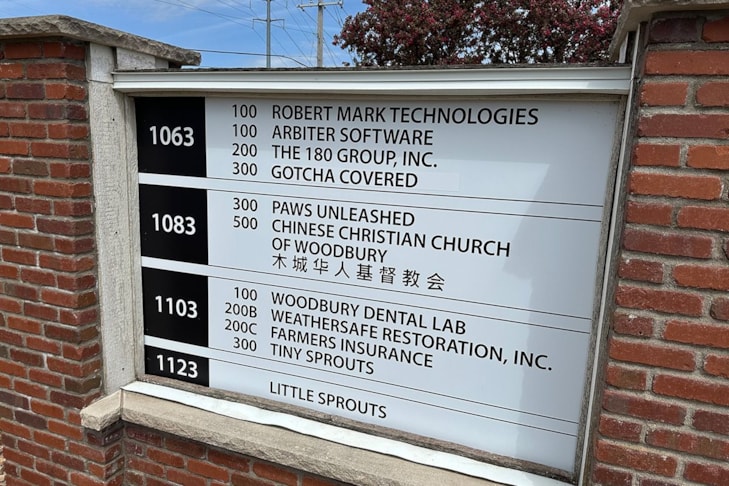 1063
100 ROBERT MARK TECHNOLOGIES
100 ARBITER SOFTWARE
200 THE 180 GROUP, INC.
300 GOTCHA COVERED
1083
300 PAWS UNLEASHED
500 CHINESE CHRISTIAN CHURCH
OF WOODBURY
木城华人基督教会
1103
100 WOODBURY DENTAL LAB
200B WEATHERSAFE RESTORATION, INC.
200C FARMERS INSURANCE
300 TINY SPROUTS
1123
LITTLE SPROUTS